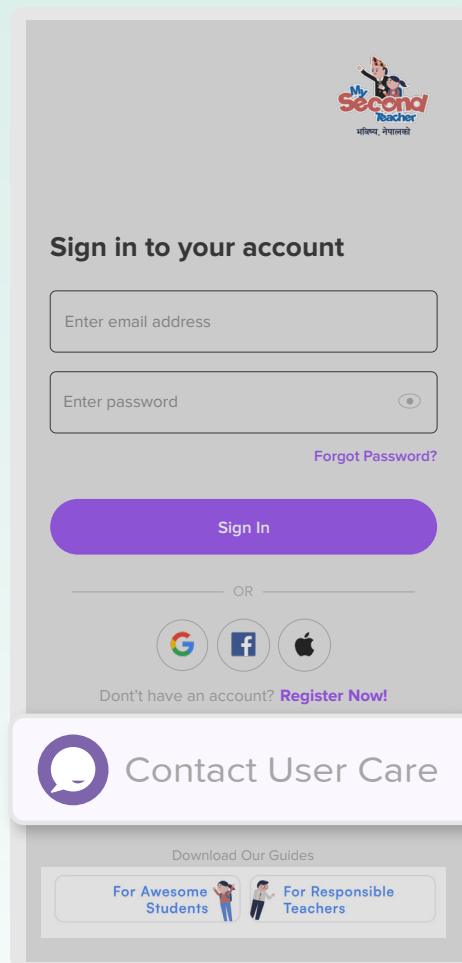 My
Second
Teacher
भविष्य, नेपालको
Sign in to your account
Enter email address
Enter password
Forgot Password?
Sign In
OR
Dont't have an account? Register Now!
Contact User Care
Download Our Guides
For Awesome
Students
For Responsible
Teachers